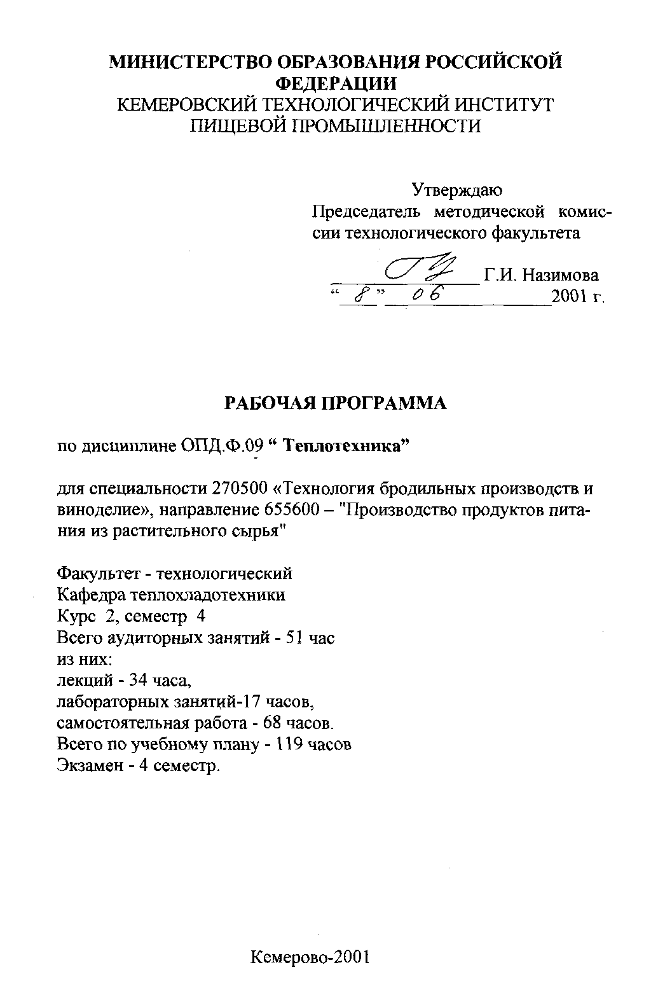 МИНИСТЕРСТВО ОБРАЗОВАНИЯ РОССИЙСКОЙ
ФЕДЕРАЦИИ
КЕМЕРОВСКИЙ ТЕХНОЛОГИЧЕСКИЙ ИНСТИТУТ
ПИЩЕВОЙ ПРОМЫШЛЕННОСТИ
Утверждаю
Председатель методической комис-
сии технологического факультета
Г.И. Назимова
“ 8 ” 06 2001 г.
РАБОЧАЯ ПРОГРАММА
по дисциплине ОПД.Ф.09 “ Теплотехника”
для специальности 270500 «Технология бродильных производств и
виноделие», направление 655600 – "Производство продуктов пита-
ния из растительного сырья"
Факультет - технологический
Кафедра теплохладотехники
Курс 2, семестр 4
Всего аудиторных занятий - 51 час
из них:
лекций - 34 часа,
лабораторных занятий-17 часов,
самостоятельная работа - 68 часов.
Всего по учебному плану - 119 часов
Экзамен - 4 семестр.
Кемерово-2001